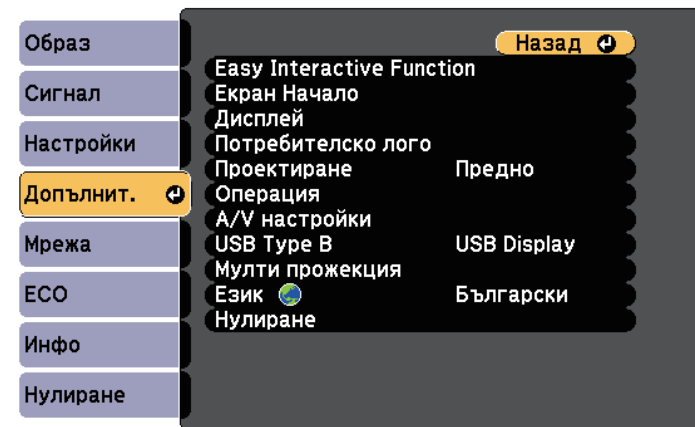 Образ
Сигнал
Настройки
Допълнит.
Мрежа
ECO
Инфо
Нулиране
Назад
Easy Interactive Function
Екран Начало
Дисплей
Потребителско лого
Проектиране Предно
Операция
A/V настройки
USB Type B USB Display
Мулти прожекция
Език Български
Нулиране